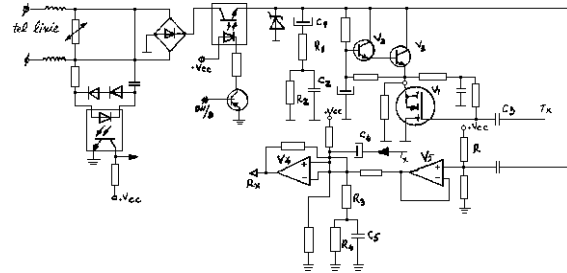 tel linie
+Vcc
ON/B
+Vcc
C1
R1
R2
C2
V2
V3
V1
C3
Tx
+Vcc
R
+Vcc
C4
Tx
V4
Rx
V5
R3
R4
C5